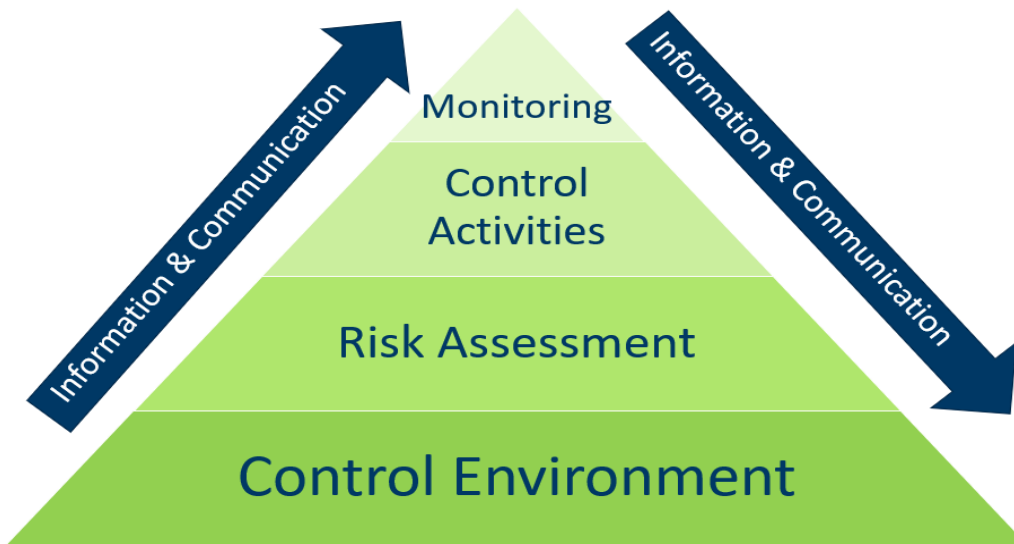 Information & Communication
Information & Communication
Monitoring
Control
Activities
Risk Assessment
Control Environment